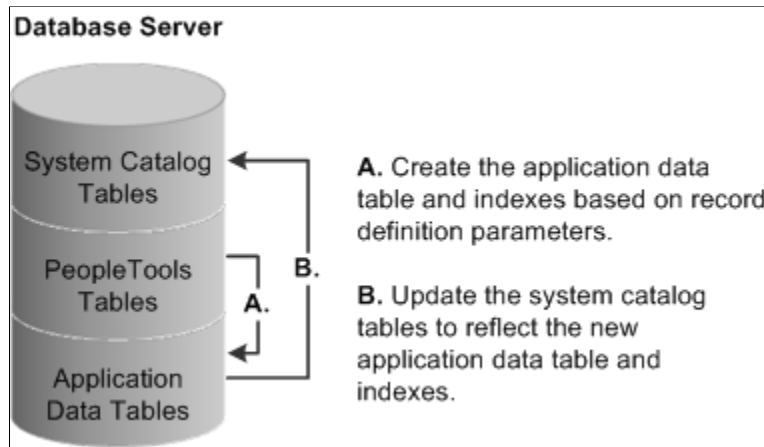 Database Server
System Catalog
Tables
PeopleTools
Tables
Application
Data Tables
A.
B.
A. Create the application data
table and indexes based on record
definition parameters.
B. Update the system catalog
tables to reflect the new
application data table and
indexes.